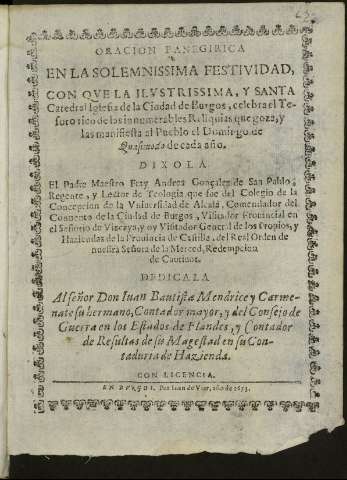 ORACION PANEGIRICA
EN LA SOLEMNISSIMA FESTIVIDAD,
CON QVE LA ILVSTRISSIMA, Y SANTA
Catedral Iglesia de la Ciudad de Burgos, celebra el Te-
soro rico de las innumerables Reliquias que goza, y
las manifiesta al Pueblo el Domingo de
Quasimodo de cada año.
DIXOLA
El Padre Maestro Fray Andres Gonçalez de San Pablo,
Regente, y Lector de Teologia que fue del Colegio de la
Concepcion de la Vniuersidad de Alcalà, Comendador del
Conuento de la Ciudad de Burgos, Visitador Prouincial en
el Señorio de Vizcaya, y oy Visitador General de los Propios, y
Haziendas de la Prouincia de Castilla, del Real Orden de
nuestra Señora de la Merced, Redempcion
de Cautiuos.
DEDICALA
Al señor Don Iuan Bautista Mendrice y Carme-
nate su hermano, Contador mayor, y del Consejo de
Guerra en los Estados de Flandes, y Contador
de Resultas de su Magestad en su Con-
taduria de Hazienda.
CON LICENCIA.
EN BVRGOS. Por Iuan de Viar, año de 1673.